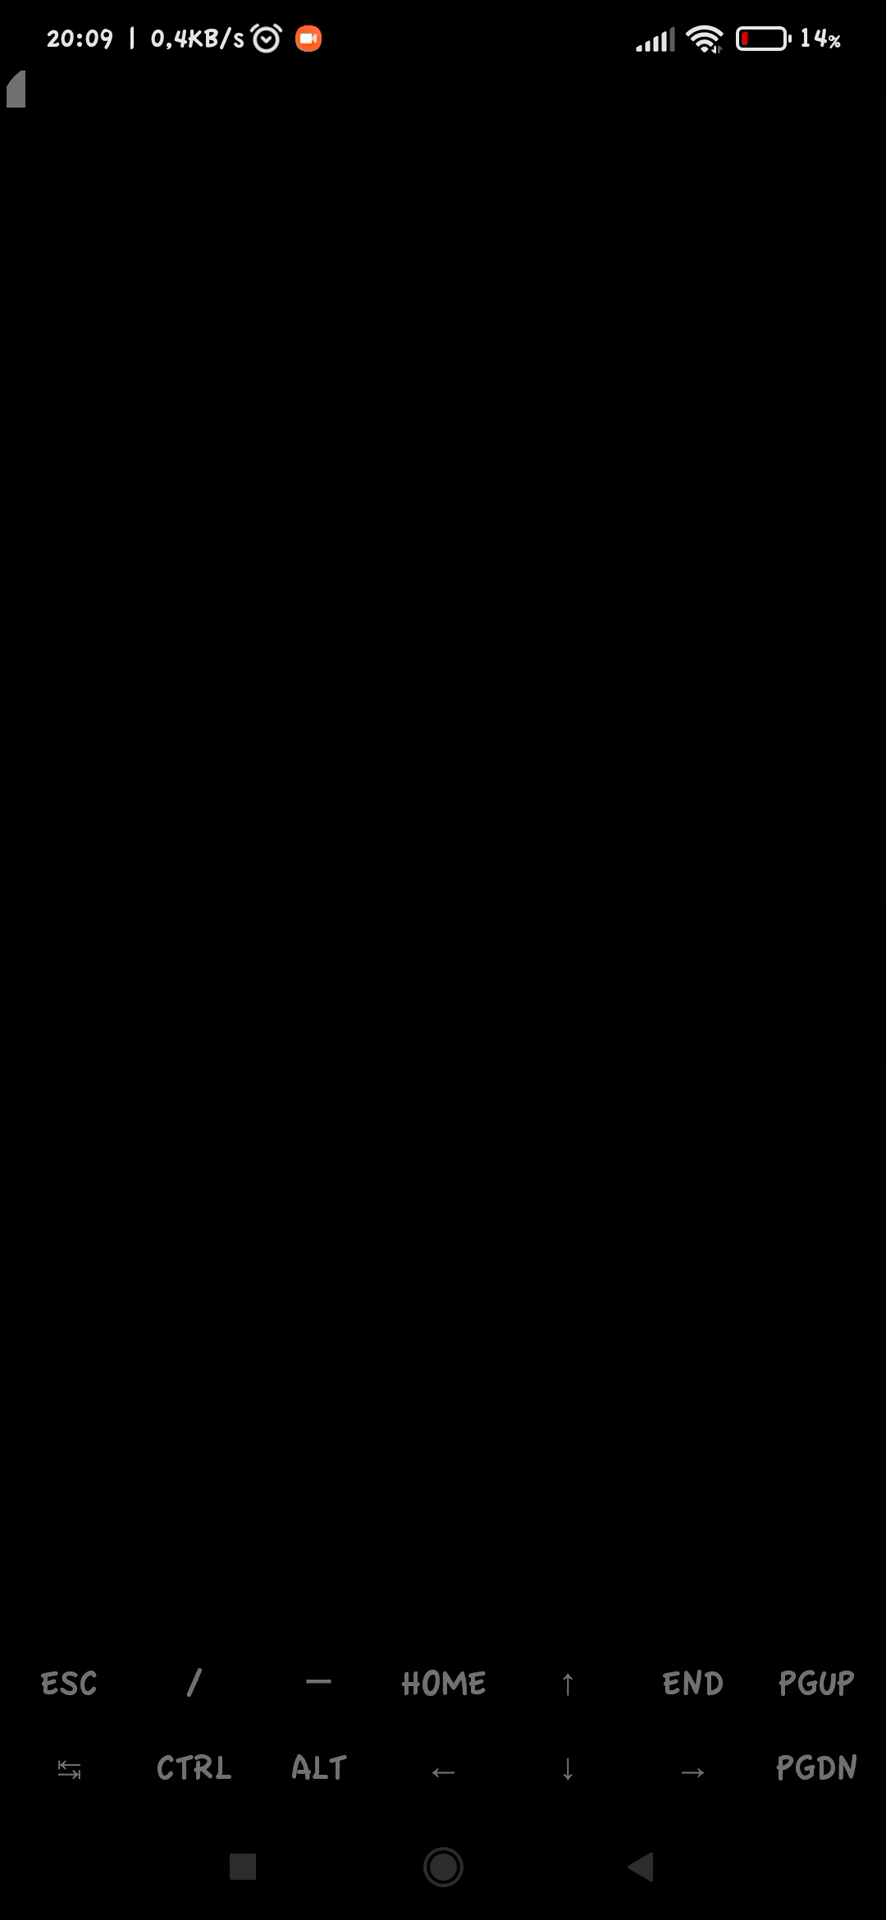 20:09 | 0,4KB/s 14%
ESC / — HOME ↑ END PGUP
↹ CTRL ALT ← ↓ → PGDN